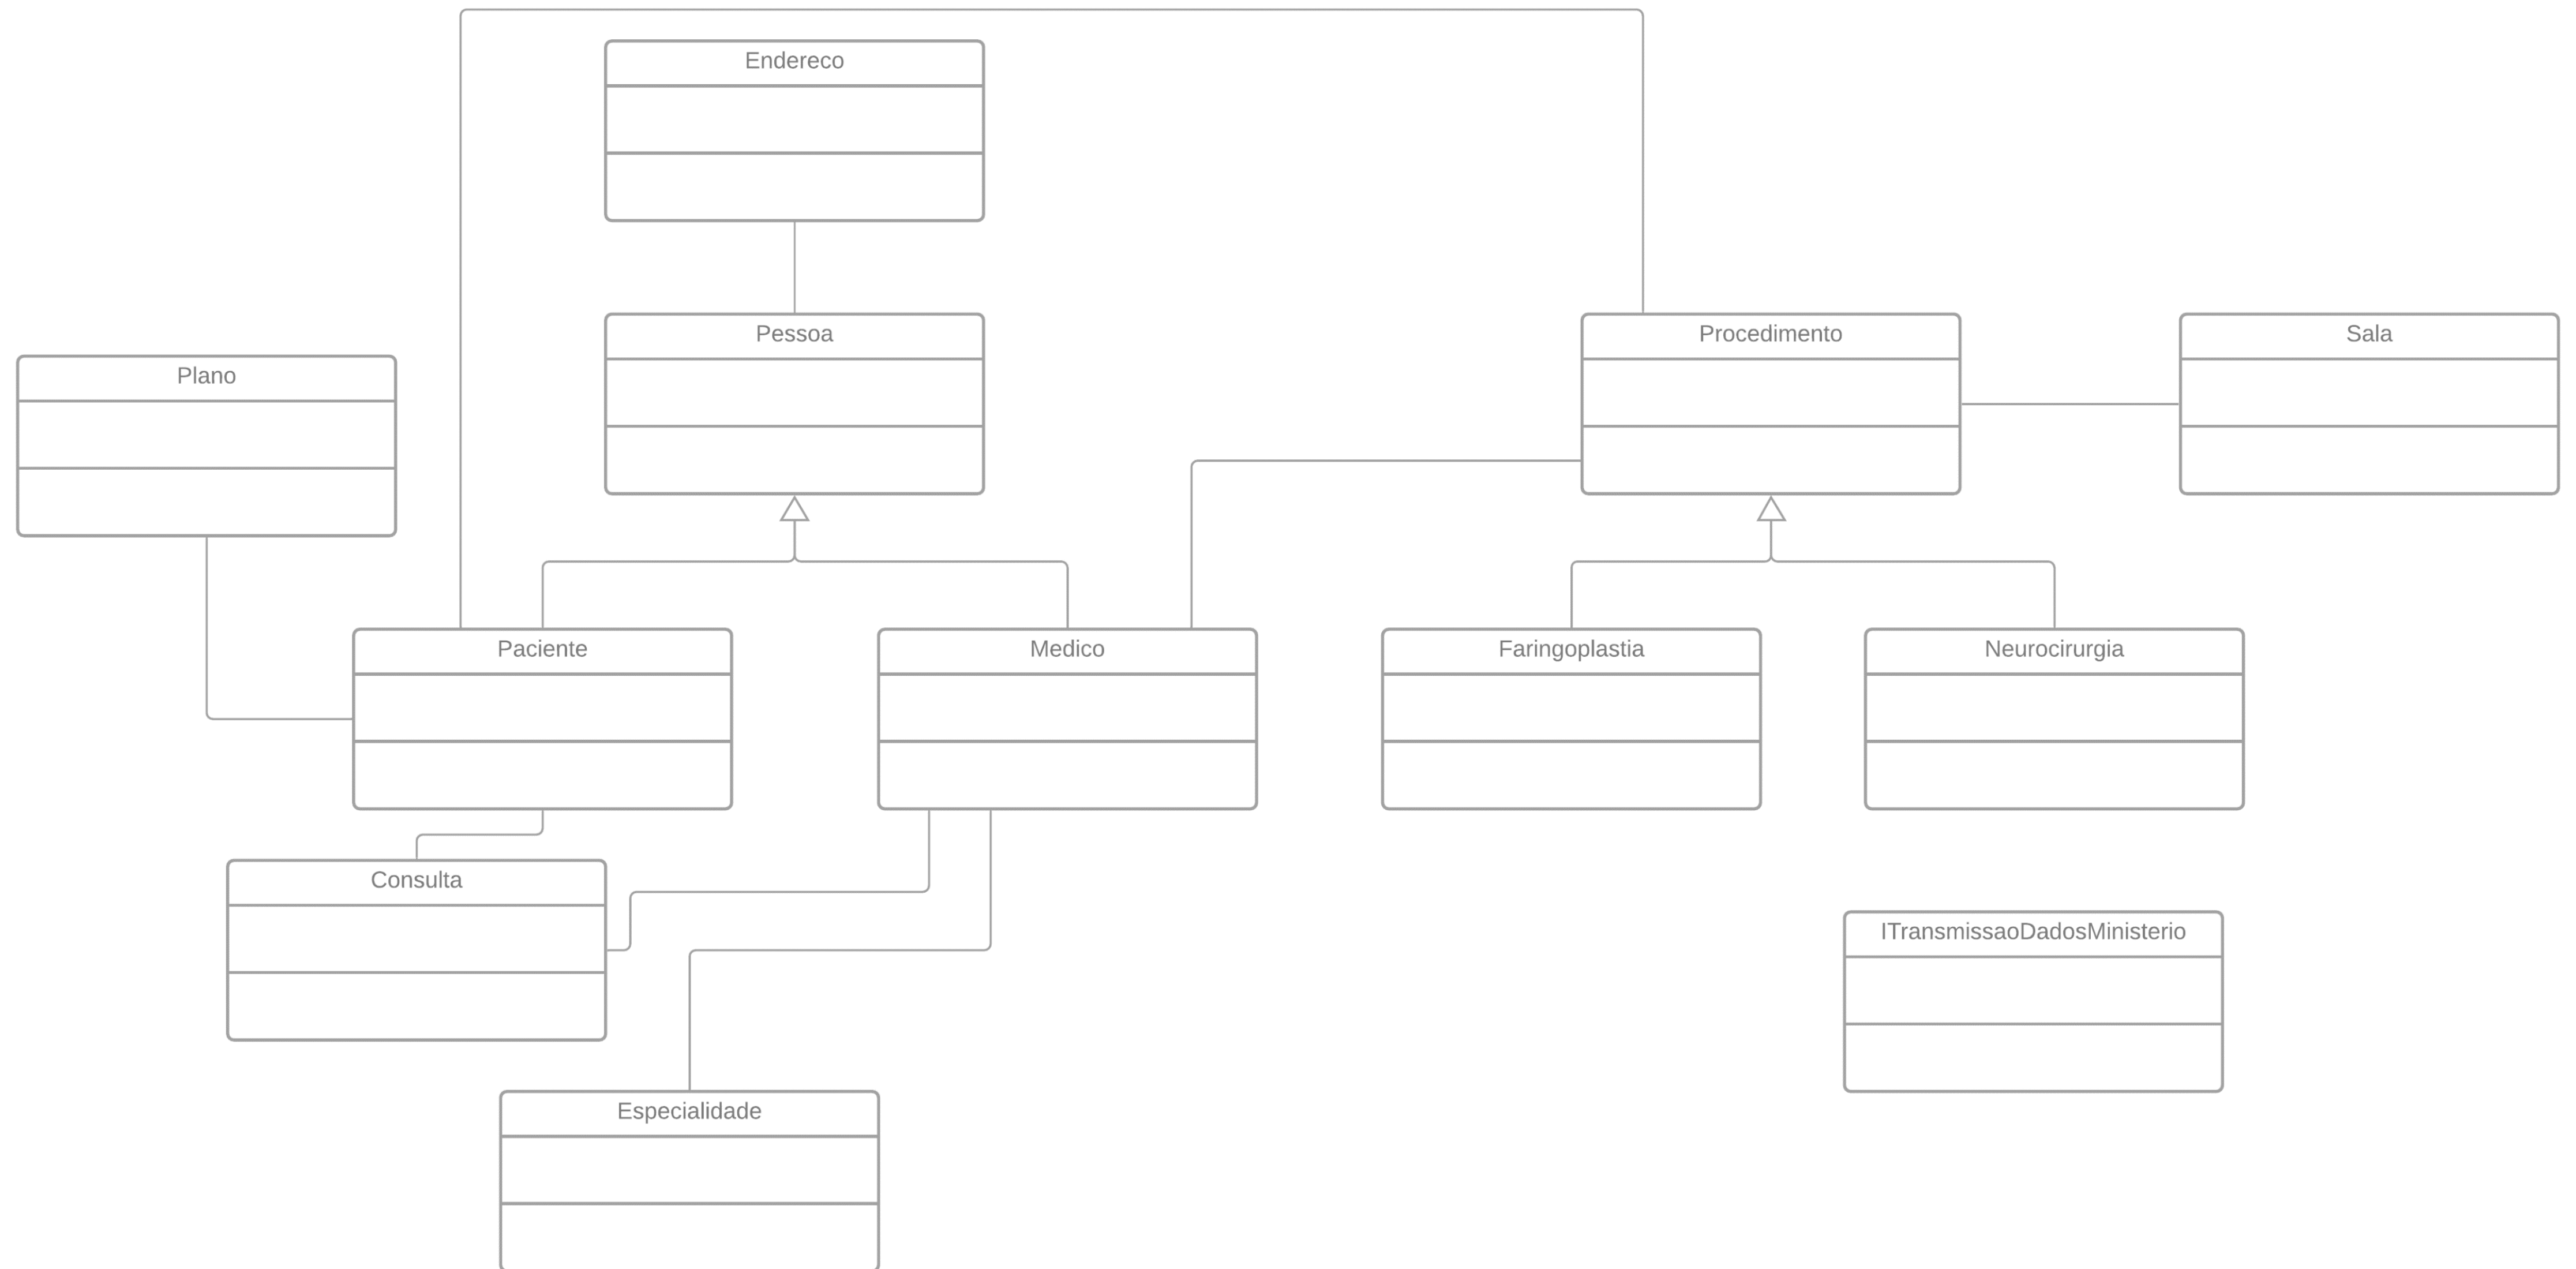 Endereco
Pessoa
Procedimento
Sala
Plano
Paciente
Medico
Faringoplastia
Neurocirurgia
Consulta
ITransmissaoDadosMinisterio
Especialidade